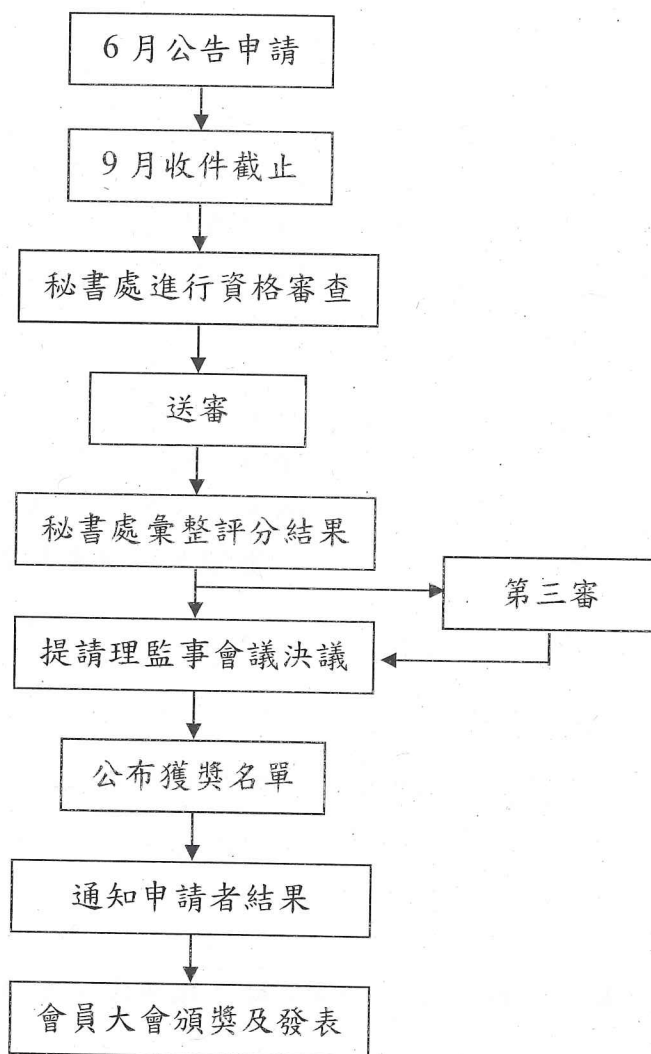 6月公告申請
9月收件截止
秘書處進行資格審查
送審
秘書處彙整評分結果
第三審
提請理監事會議決議
公布獲獎名單
通知申請者結果
會員大會頒獎及發表